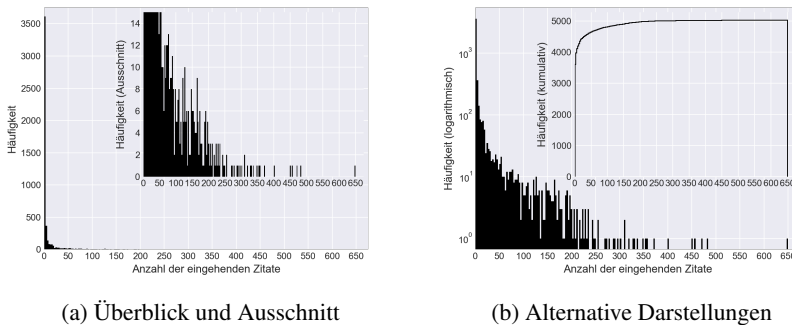 3500
3000
2500
2000
1500
1000
500
0
Häufigkeit
0 50 100 150 200 250 300 350 400 450 500 550 600 650
Anzahl der eingehenden Zitate
14
12
10
8
6
4
2
0
Häufigkeit (Ausschnitt)
0 50 100 150 200 250 300 350 400 450 500 550 600 650
(a) Überblick und Ausschnitt
10³
10²
10¹
10⁰
Häufigkeit (logarithmisch)
0 50 100 150 200 250 300 350 400 450 500 550 600 650
Anzahl der eingehenden Zitate
5000
4000
3000
2000
1000
0
Häufigkeit (kumulativ)
0 50 100 150 200 250 300 350 400 450 500 550 600 650
(b) Alternative Darstellungen